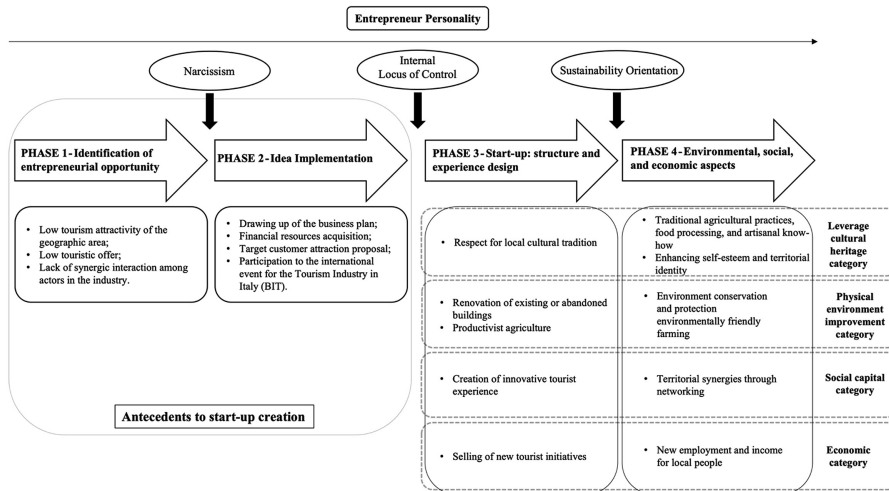 Entrepreneur Personality
Narcissism
Internal
Locus of Control
Sustainability Orientation
PHASE 1 - Identification of
entrepreneurial opportunity
PHASE 2 - Idea Implementation
PHASE 3 - Start-up: structure and
experience design
PHASE 4 - Environmental, social,
and economic aspects
• Low tourism attractivity of the
geographic area;
• Low touristic offer;
• Lack of synergic interaction among
actors in the industry.
• Drawing up of the business plan;
• Financial resources acquisition;
• Target customer attraction proposal;
• Participation to the international
event for the Tourism Industry in
Italy (BIT).
• Respect for local cultural tradition
• Traditional agricultural practices,
food processing, and artisanal know-
how
• Enhancing self-esteem and territorial
identity
Leverage
cultural
heritage
category
• Renovation of existing or abandoned
buildings
• Productivist agriculture
• Environment conservation
and protection
environmentally friendly
farming
Physical
environment
improvement
category
• Creation of innovative tourist
experience
• Territorial synergies through
networking
Social capital
category
Antecedents to start-up creation
• Selling of new tourist initiatives
• New employment and income
for local people
Economic
category